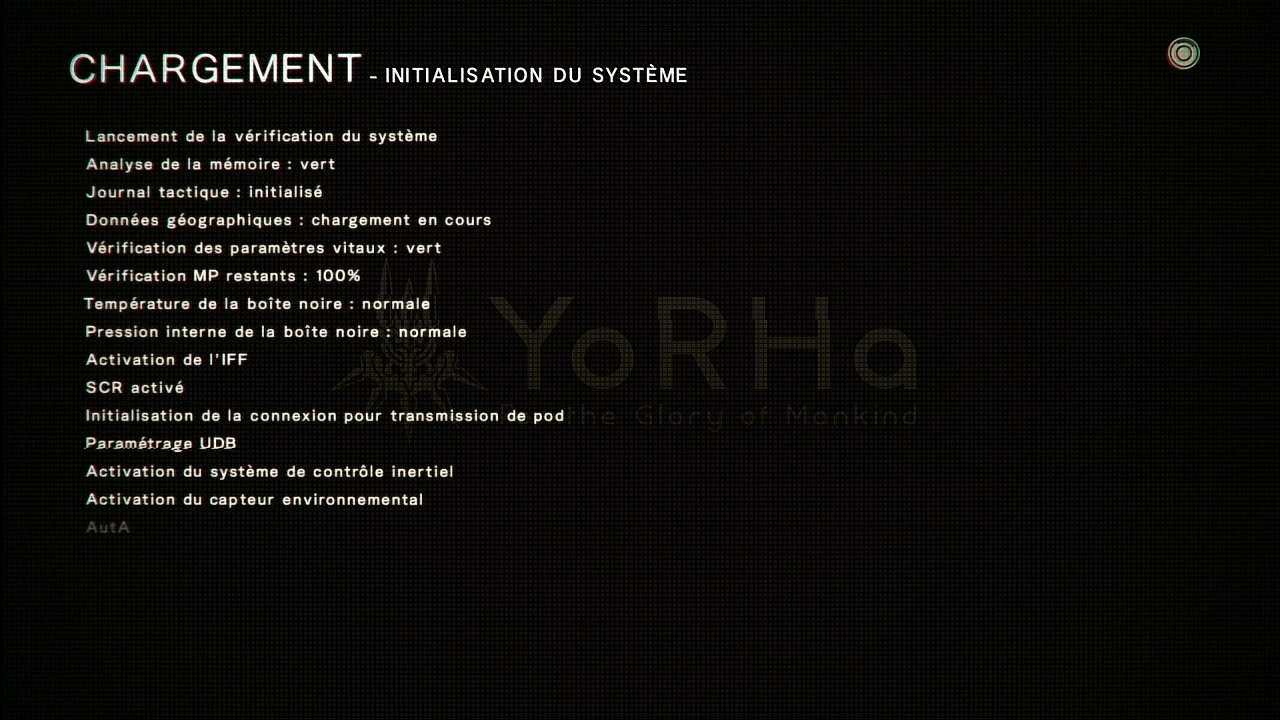 CHARGEMENT - INITIALISATION DU SYSTÈME
Lancement de la vérification du système
Analyse de la mémoire : vert
Journal tactique : initialisé
Données géographiques : chargement en cours
Vérification des paramètres vitaux : vert
Vérification MP restants : 100%
Température de la boîte noire : normale
Pression interne de la boîte noire : normale
Activation de l'IFF
SCR activé
Initialisation de la connexion pour transmission de pod
Paramétrage UDB
Activation du système de contrôle inertiel
Activation du capteur environnemental
AutA
YoRHa
the Glory of Mankind